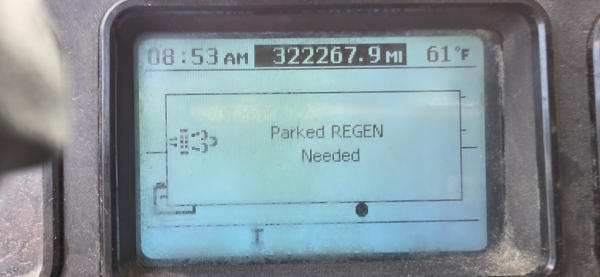 08:53 AM 322267.9 MI 61°F
Parked REGEN
Needed